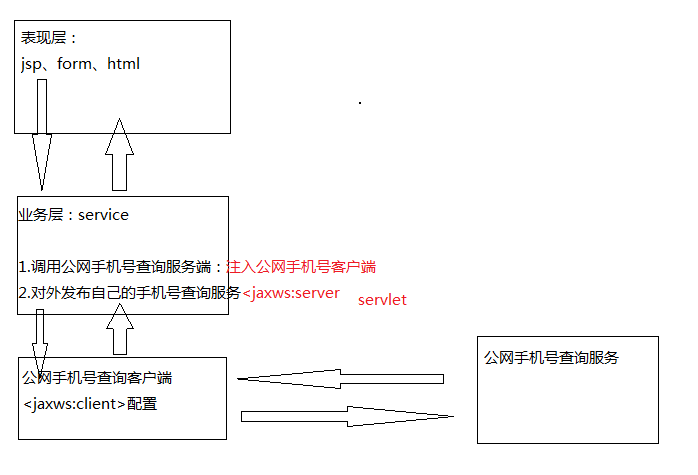 表现层：
jsp、form、html
业务层：service
1.调用公网手机号查询服务端：注入公网手机号客户端
2.对外发布自己的手机号查询服务<jaxws:server servlet
公网手机号查询客户端
<jaxws:client>配置
公网手机号查询服务